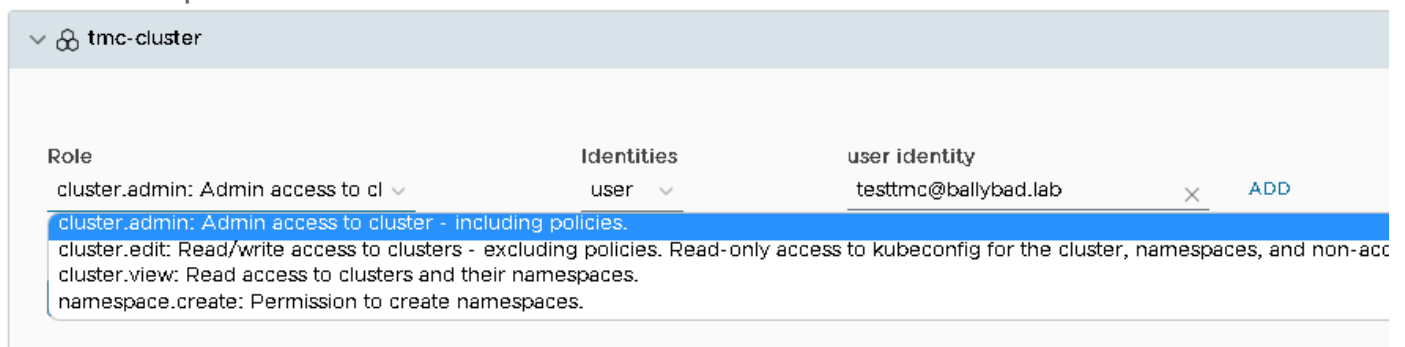 tmc-cluster
Role Identities user identity
cluster.admin: Admin access to cl user testtmc@ballybad.lab ADD
cluster.admin: Admin access to cluster - including policies.
cluster.edit: Read/write access to clusters - excluding policies. Read-only access to kubeconfig for the cluster, namespaces, and non-acc
cluster.view: Read access to clusters and their namespaces.
namespace.create: Permission to create namespaces.